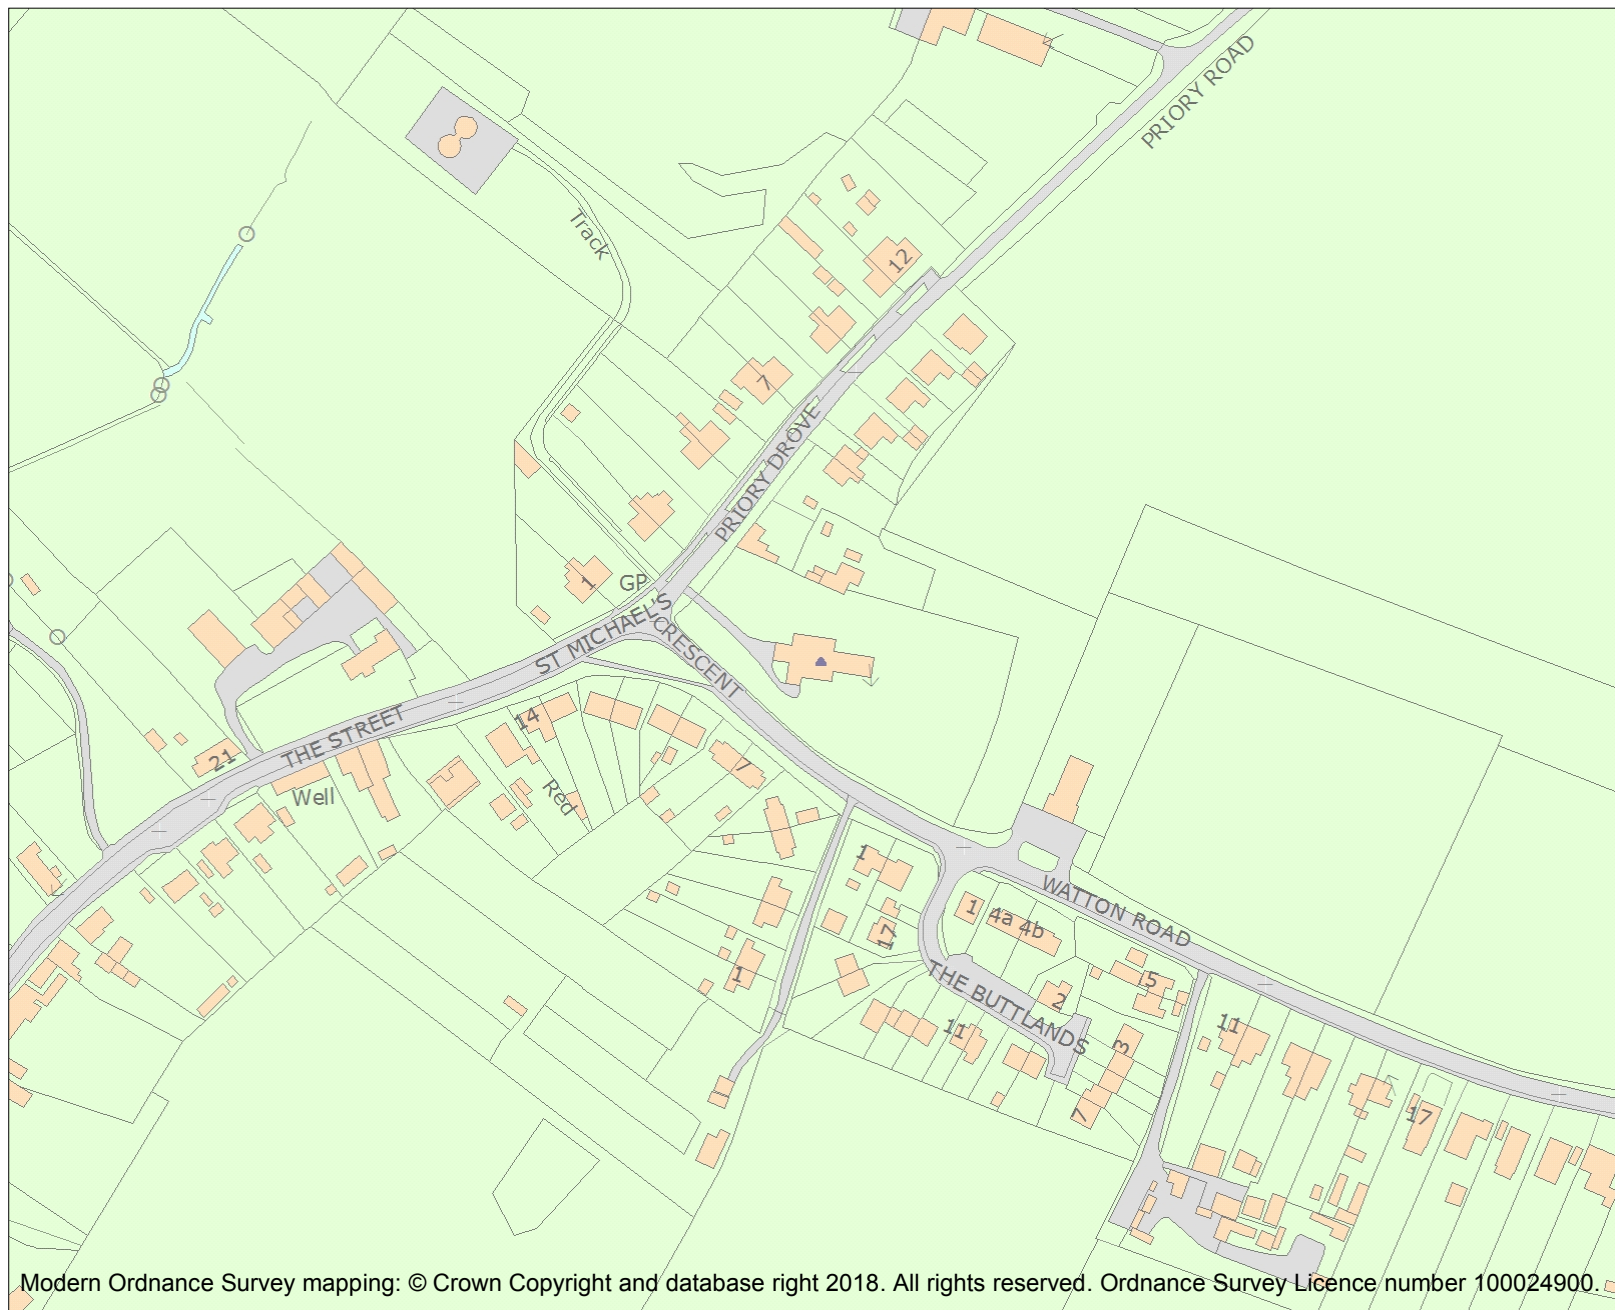 PRIORY ROAD
Track
12
7
PRIORY DROVE
1
GP
ST MICHAEL'S
CRESCENT
14
THE STREET
21
7
Well
Red
1
WATTON ROAD
1
4a
4b
17
THE BUTTLANDS
1
5
2
11
11
3
7
17
Modern Ordnance Survey mapping: © Crown Copyright and database right 2018. All rights reserved. Ordnance Survey Licence number 100024900.